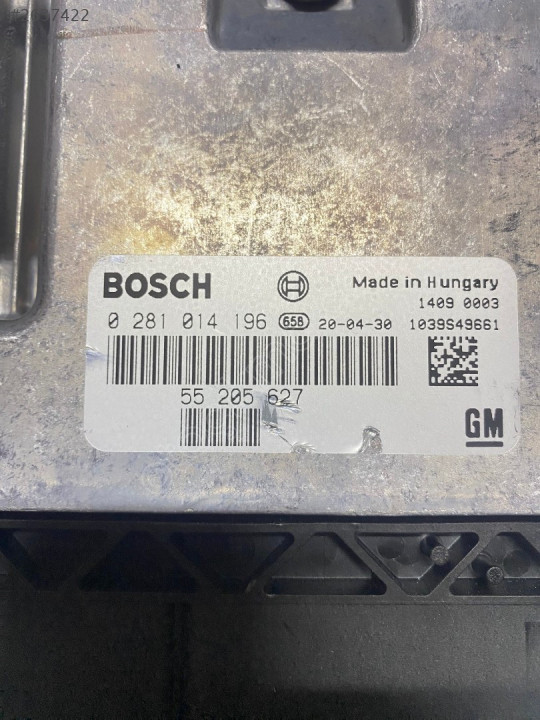 BOSCH
Made in Hungary
1409 0003
0 281 014 196 658 20-04-30 1039S49661
55 205 627
GM